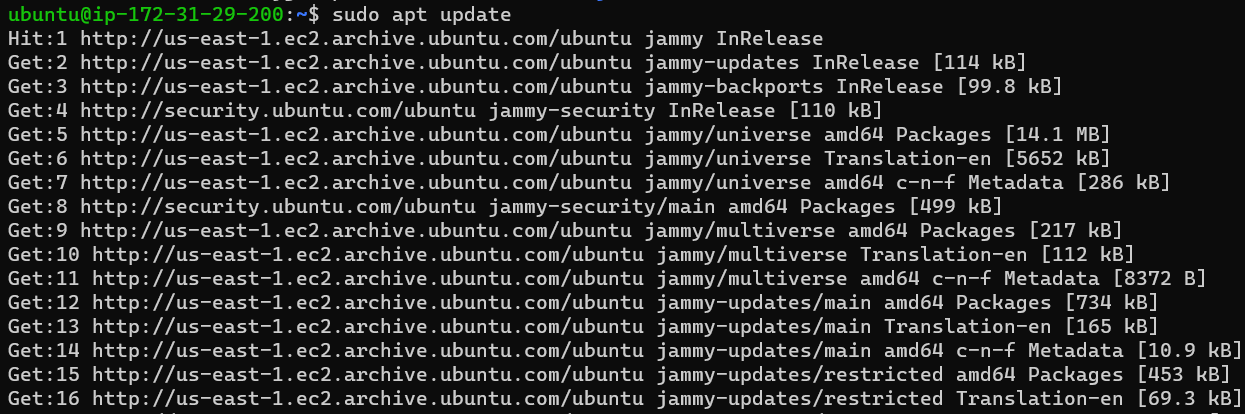 ubuntu@ip-172-31-29-200:~$ sudo apt update
Hit:1 http://us-east-1.ec2.archive.ubuntu.com/ubuntu jammy InRelease
Get:2 http://us-east-1.ec2.archive.ubuntu.com/ubuntu jammy-updates InRelease [114 kB]
Get:3 http://us-east-1.ec2.archive.ubuntu.com/ubuntu jammy-backports InRelease [99.8 kB]
Get:4 http://security.ubuntu.com/ubuntu jammy-security InRelease [110 kB]
Get:5 http://us-east-1.ec2.archive.ubuntu.com/ubuntu jammy/universe amd64 Packages [14.1 MB]
Get:6 http://us-east-1.ec2.archive.ubuntu.com/ubuntu jammy/universe Translation-en [5652 kB]
Get:7 http://us-east-1.ec2.archive.ubuntu.com/ubuntu jammy/universe amd64 c-n-f Metadata [286 kB]
Get:8 http://security.ubuntu.com/ubuntu jammy-security/main amd64 Packages [499 kB]
Get:9 http://us-east-1.ec2.archive.ubuntu.com/ubuntu jammy/multiverse amd64 Packages [217 kB]
Get:10 http://us-east-1.ec2.archive.ubuntu.com/ubuntu jammy/multiverse Translation-en [112 kB]
Get:11 http://us-east-1.ec2.archive.ubuntu.com/ubuntu jammy/multiverse amd64 c-n-f Metadata [8372 B]
Get:12 http://us-east-1.ec2.archive.ubuntu.com/ubuntu jammy-updates/main amd64 Packages [734 kB]
Get:13 http://us-east-1.ec2.archive.ubuntu.com/ubuntu jammy-updates/main Translation-en [165 kB]
Get:14 http://us-east-1.ec2.archive.ubuntu.com/ubuntu jammy-updates/main amd64 c-n-f Metadata [10.9 kB]
Get:15 http://us-east-1.ec2.archive.ubuntu.com/ubuntu jammy-updates/restricted amd64 Packages [453 kB]
Get:16 http://us-east-1.ec2.archive.ubuntu.com/ubuntu jammy-updates/restricted Translation-en [69.3 kB]